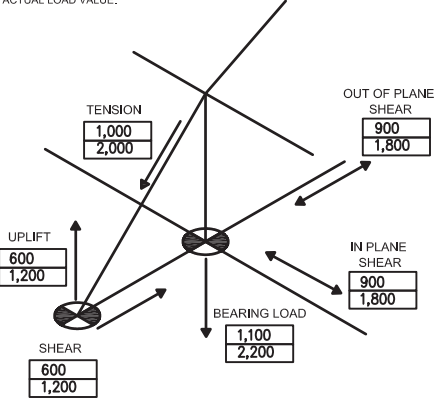 ACTUAL LOAD VALUE.
TENSION
1,000
2,000
OUT OF PLANE
SHEAR
900
1,800
UPLIFT
600
1,200
IN PLANE
SHEAR
900
1,800
BEARING LOAD
1,100
2,200
SHEAR
600
1,200